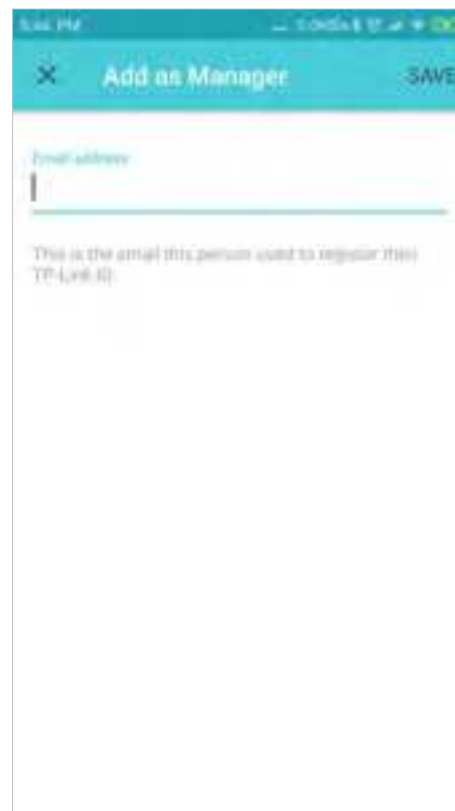 Add as Manager
SAVE
Email address
This is the email this person used to register their
TP-Link ID.